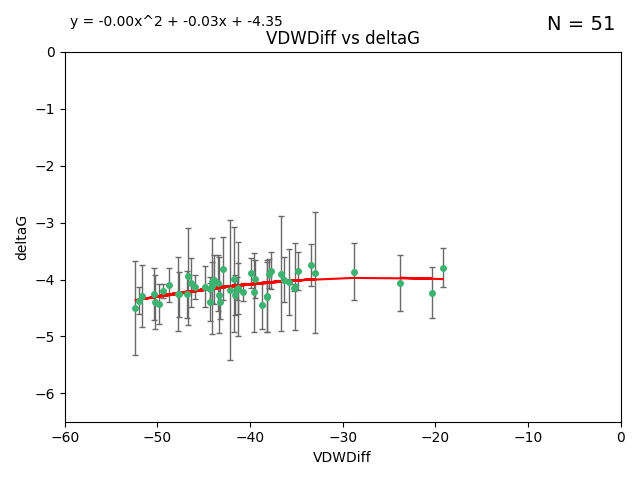 y = -0.00x^2 + -0.03x + -4.35
N = 51
VDWDiff vs deltaG
0
−1
−2
−3
−4
−5
−6
deltaG
−60
−50
−40
−30
−20
−10
0
VDWDiff